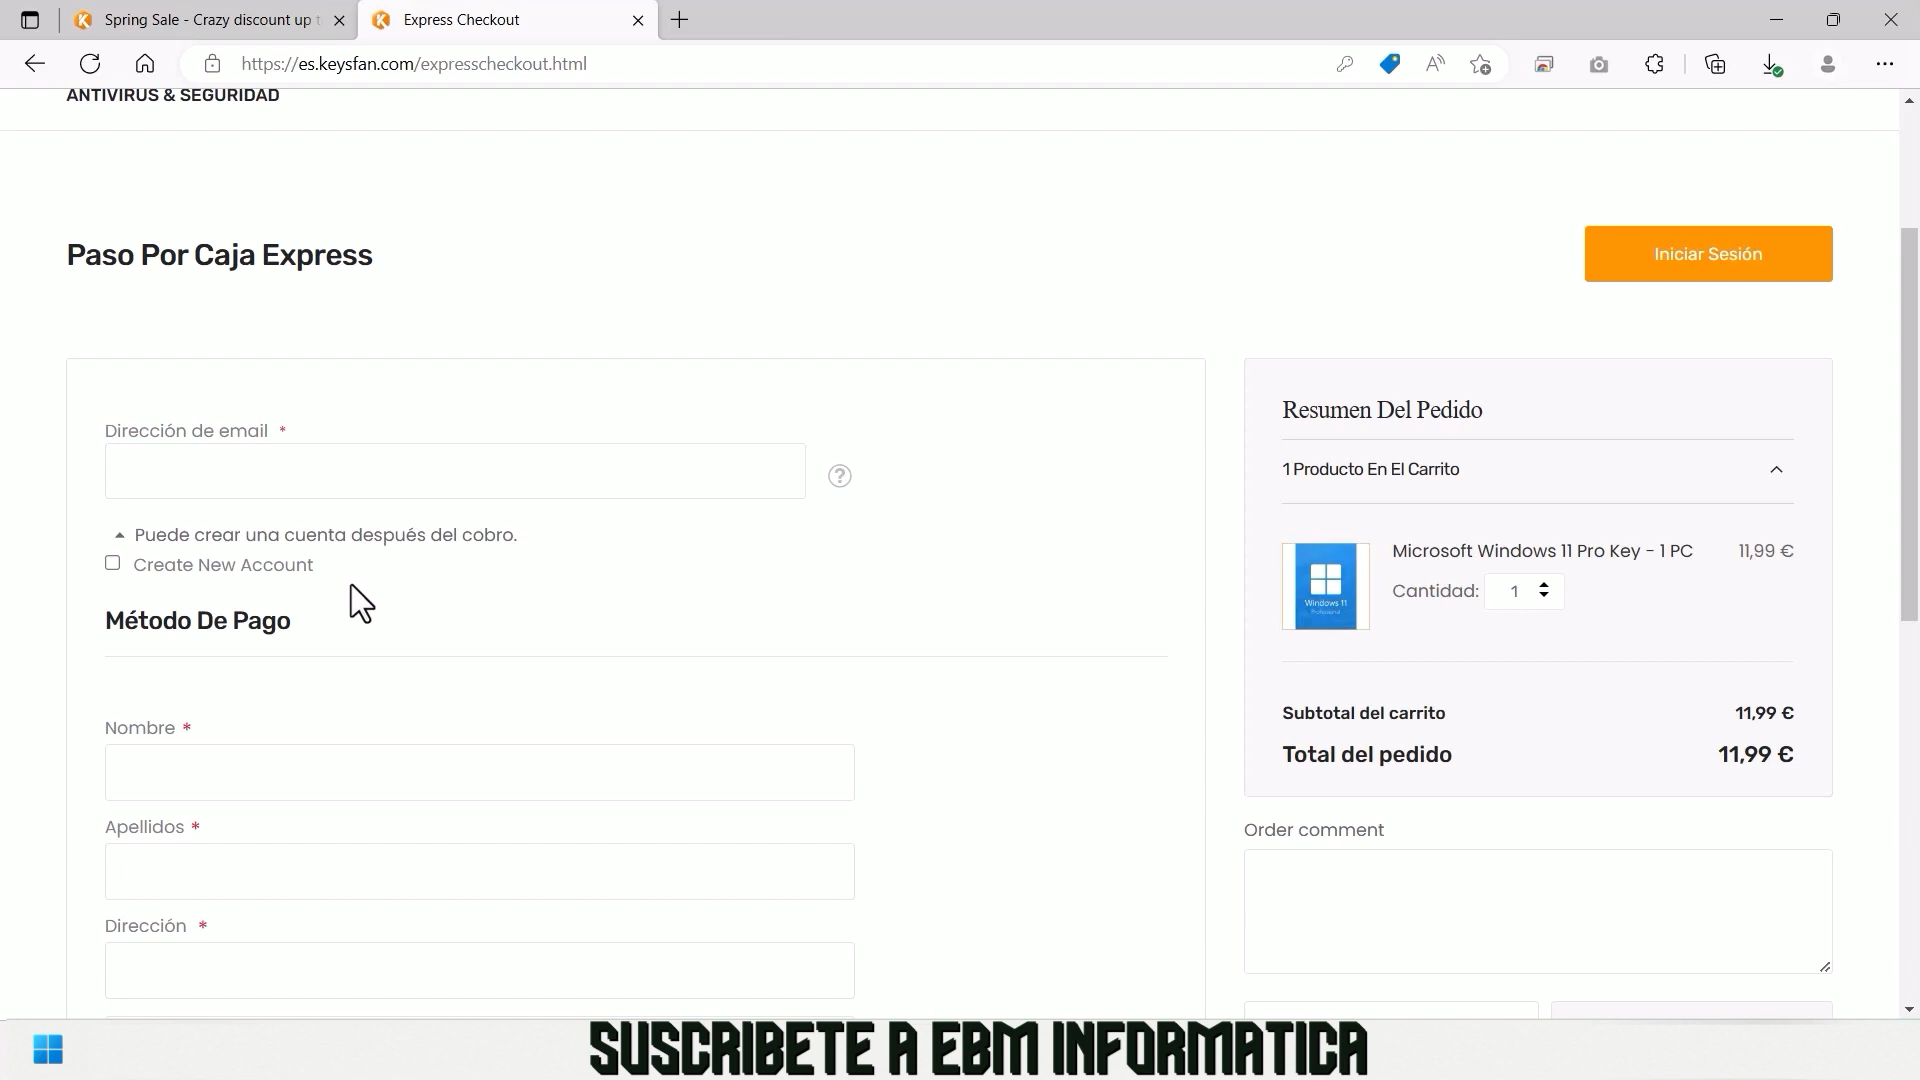 Spring Sale - Crazy discount up t
Express Checkout
https://es.keysfan.com/expresscheckout.html
ANTIVIRUS & SEGURIDAD
Paso Por Caja Express
Iniciar Sesión
Dirección de email *
?
Puede crear una cuenta después del cobro.
Create New Account
Método De Pago
Nombre *
Apellidos *
Dirección *
Resumen Del Pedido
1 Producto En El Carrito
Microsoft Windows 11 Pro Key - 1 PC 11,99 €
Windows 11
Cantidad: 1
Subtotal del carrito 11,99 €
Total del pedido 11,99 €
Order comment
SUSCRIBETE A EBM INFORMATICA